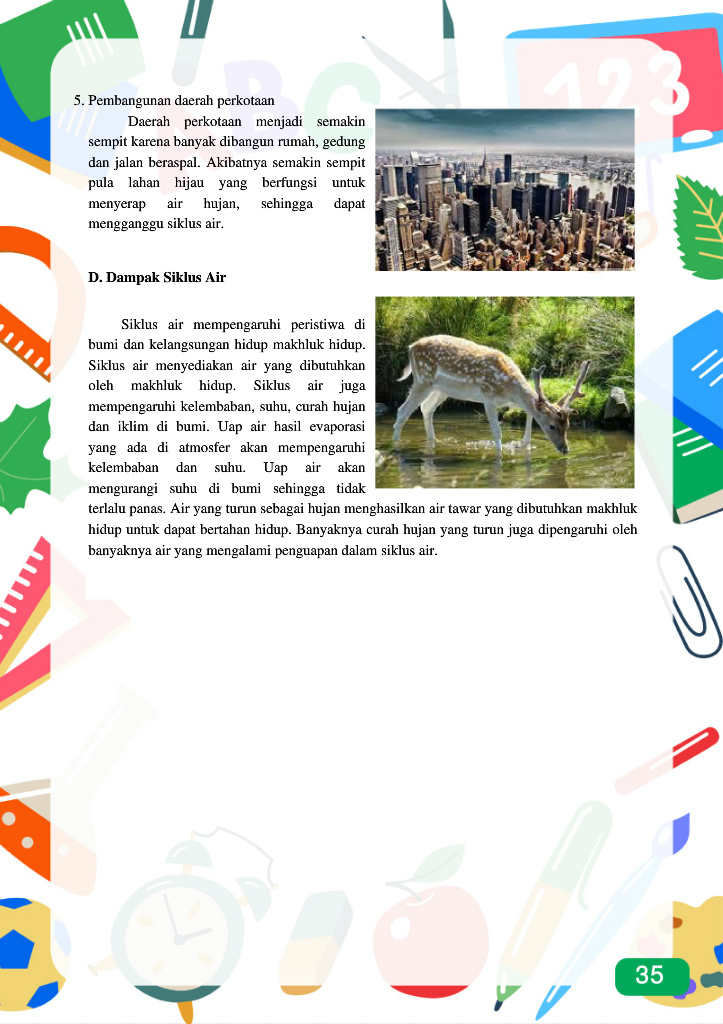 ABC
123
5. Pembangunan daerah perkotaan
Daerah perkotaan menjadi semakin
sempit karena banyak dibangun rumah, gedung
dan jalan beraspal. Akibatnya semakin sempit
pula lahan hijau yang berfungsi untuk
menyerap air hujan, sehingga dapat
mengganggu siklus air.
D. Dampak Siklus Air
Siklus air mempengaruhi peristiwa di
bumi dan kelangsungan hidup makhluk hidup.
Siklus air menyediakan air yang dibutuhkan
oleh makhluk hidup. Siklus air juga
mempengaruhi kelembaban, suhu, curah hujan
dan iklim di bumi. Uap air hasil evaporasi
yang ada di atmosfer akan mempengaruhi
kelembaban dan suhu. Uap air akan
mengurangi suhu di bumi sehingga tidak
terlalu panas. Air yang turun sebagai hujan menghasilkan air tawar yang dibutuhkan makhluk
hidup untuk dapat bertahan hidup. Banyaknya curah hujan yang turun juga dipengaruhi oleh
banyaknya air yang mengalami penguapan dalam siklus air.
35